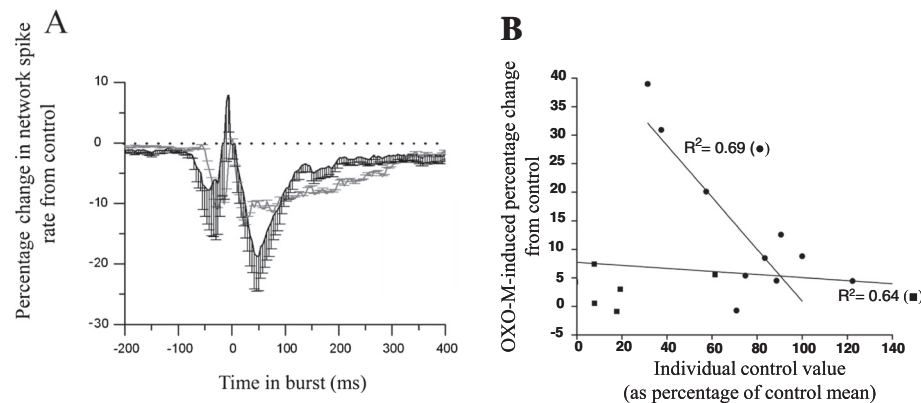 A
Percentage change in network spike
rate from control
10
0
-10
-20
-30
-200
-100
0
100
200
300
400
Time in burst (ms)
B
OXO-M-induced percentage change
from control
40
35
30
25
20
15
10
5
0
-5
R²= 0.69 (●)
R²= 0.64 (■)
0
20
40
60
80
100
120
140
Individual control value
(as percentage of control mean)